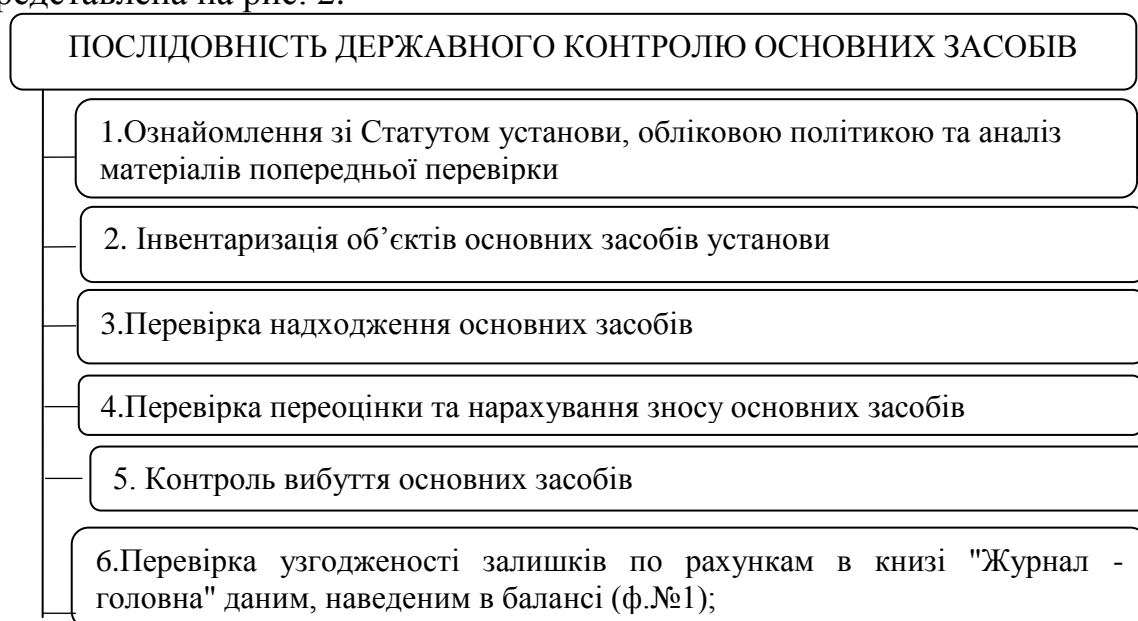 ПОСЛІДОВНІСТЬ ДЕРЖАВНОГО КОНТРОЛЮ ОСНОВНИХ ЗАСОБІВ
1.Ознайомлення зі Статутом установи, обліковою політикою та аналіз
матеріалів попередньої перевірки
2. Інвентаризація об’єктів основних засобів установи
3.Перевірка надходження основних засобів
4.Перевірка переоцінки та нарахування зносу основних засобів
5. Контроль вибуття основних засобів
6.Перевірка узгодженості залишків по рахункам в книзі "Журнал -
головна" даним, наведеним в балансі (ф.№1);